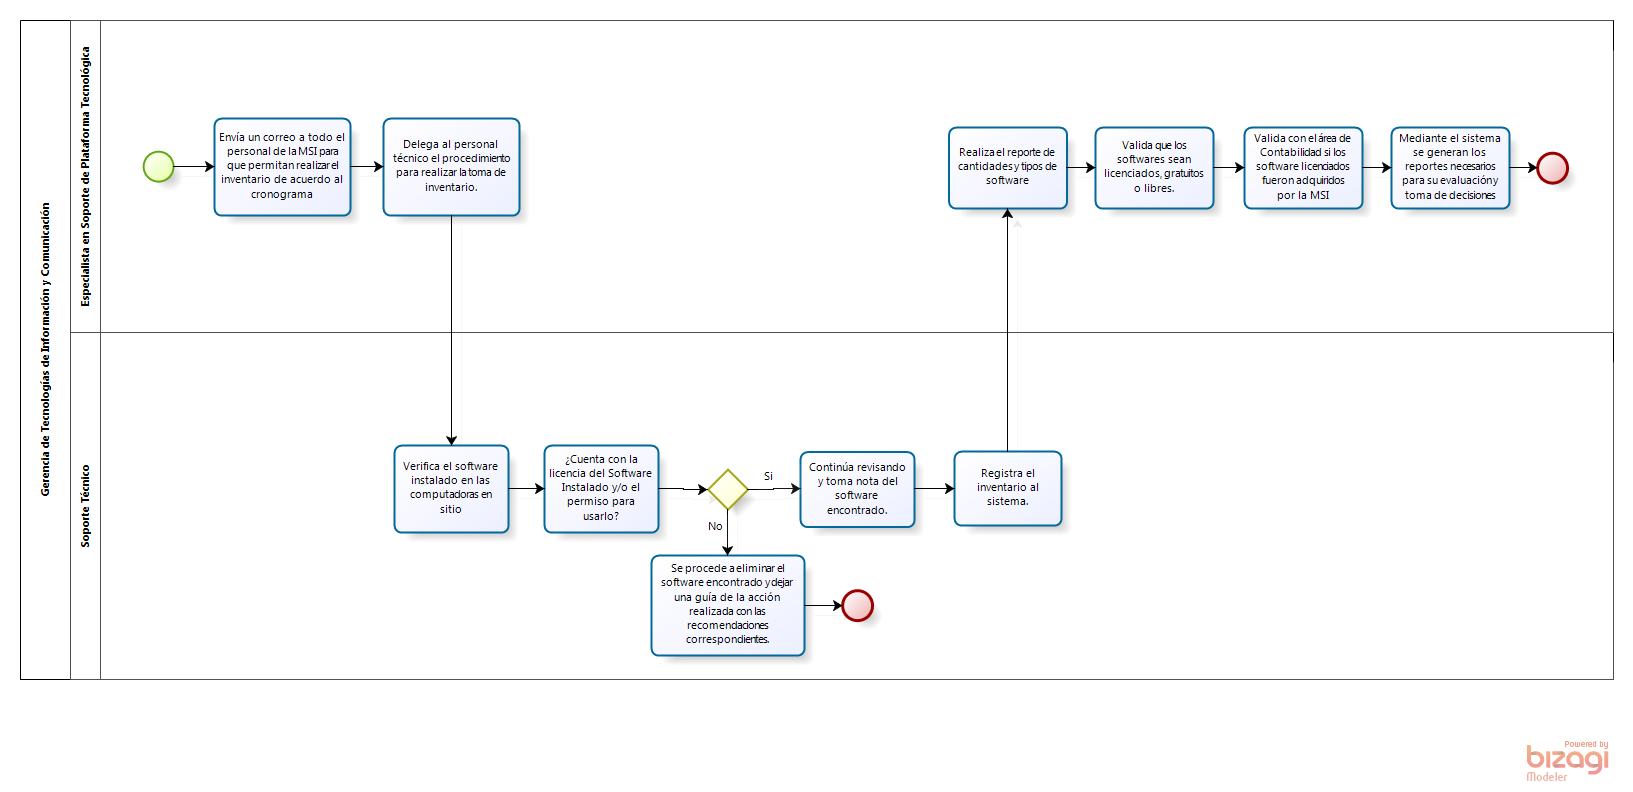 Gerencia de Tecnologías de Información y Comunicación
Especialista en Soporte de Plataforma Tecnológica
Envía un correo a todo el
personal de la MSI para
que permitan realizar el
inventario de acuerdo al
cronograma
Delega al personal
técnico el procedimiento
para realizar la toma de
inventario.
Realiza el reporte de
cantidades y tipos de
software
Valida que los
softwares sean
licenciados, gratuitos
o libres.
Valida con el área de
Contabilidad si los
software licenciados
fueron adquiridos
por la MSI
Mediante el sistema
se generan los
reportes necesarios
para su evaluación y
toma de decisiones
Soporte Técnico
Verifica el software
instalado en las
computadoras en
sitio
¿Cuenta con la
licencia del Software
Instalado y/o el
permiso para
usarlo?
Si
No
Continúa revisando
y toma nota del
software
encontrado.
Registra el
inventario al
sistema.
Se procede a eliminar el
software encontrado y dejar
una guía de la acción
realizada con las
recomendaciones
correspondientes.
Powered by
bizagi
Modeler